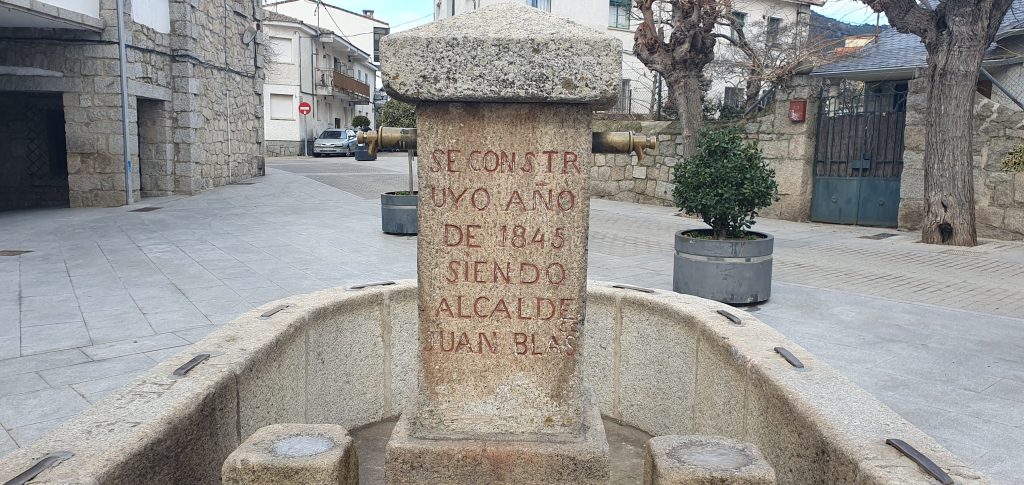 SE CONSTR
UYO AÑO
DE 1845
SIENDO
ALCALDE
JUAN BLAS